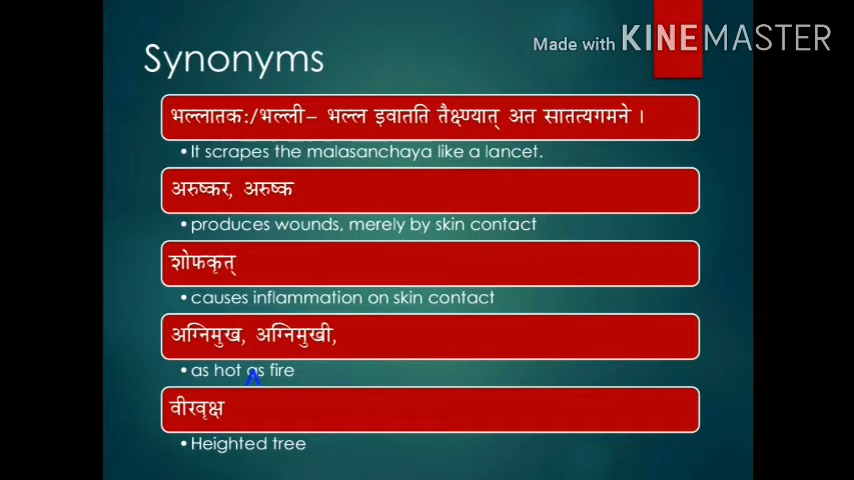 Made with KINEMASTER
Synonyms
भल्लातकः/भल्ली– भल्ल इवातति तैक्ष्ण्यात् अत सातत्यगमने ।
•It scrapes the malasanchaya like a lancet.
अरुष्कर, अरुष्क
•produces wounds, merely by skin contact
शोफकृत्
•causes inflammation on skin contact
अग्निमुख, अग्निमुखी,
•as hot as fire
वीरवृक्ष
•Heighted tree